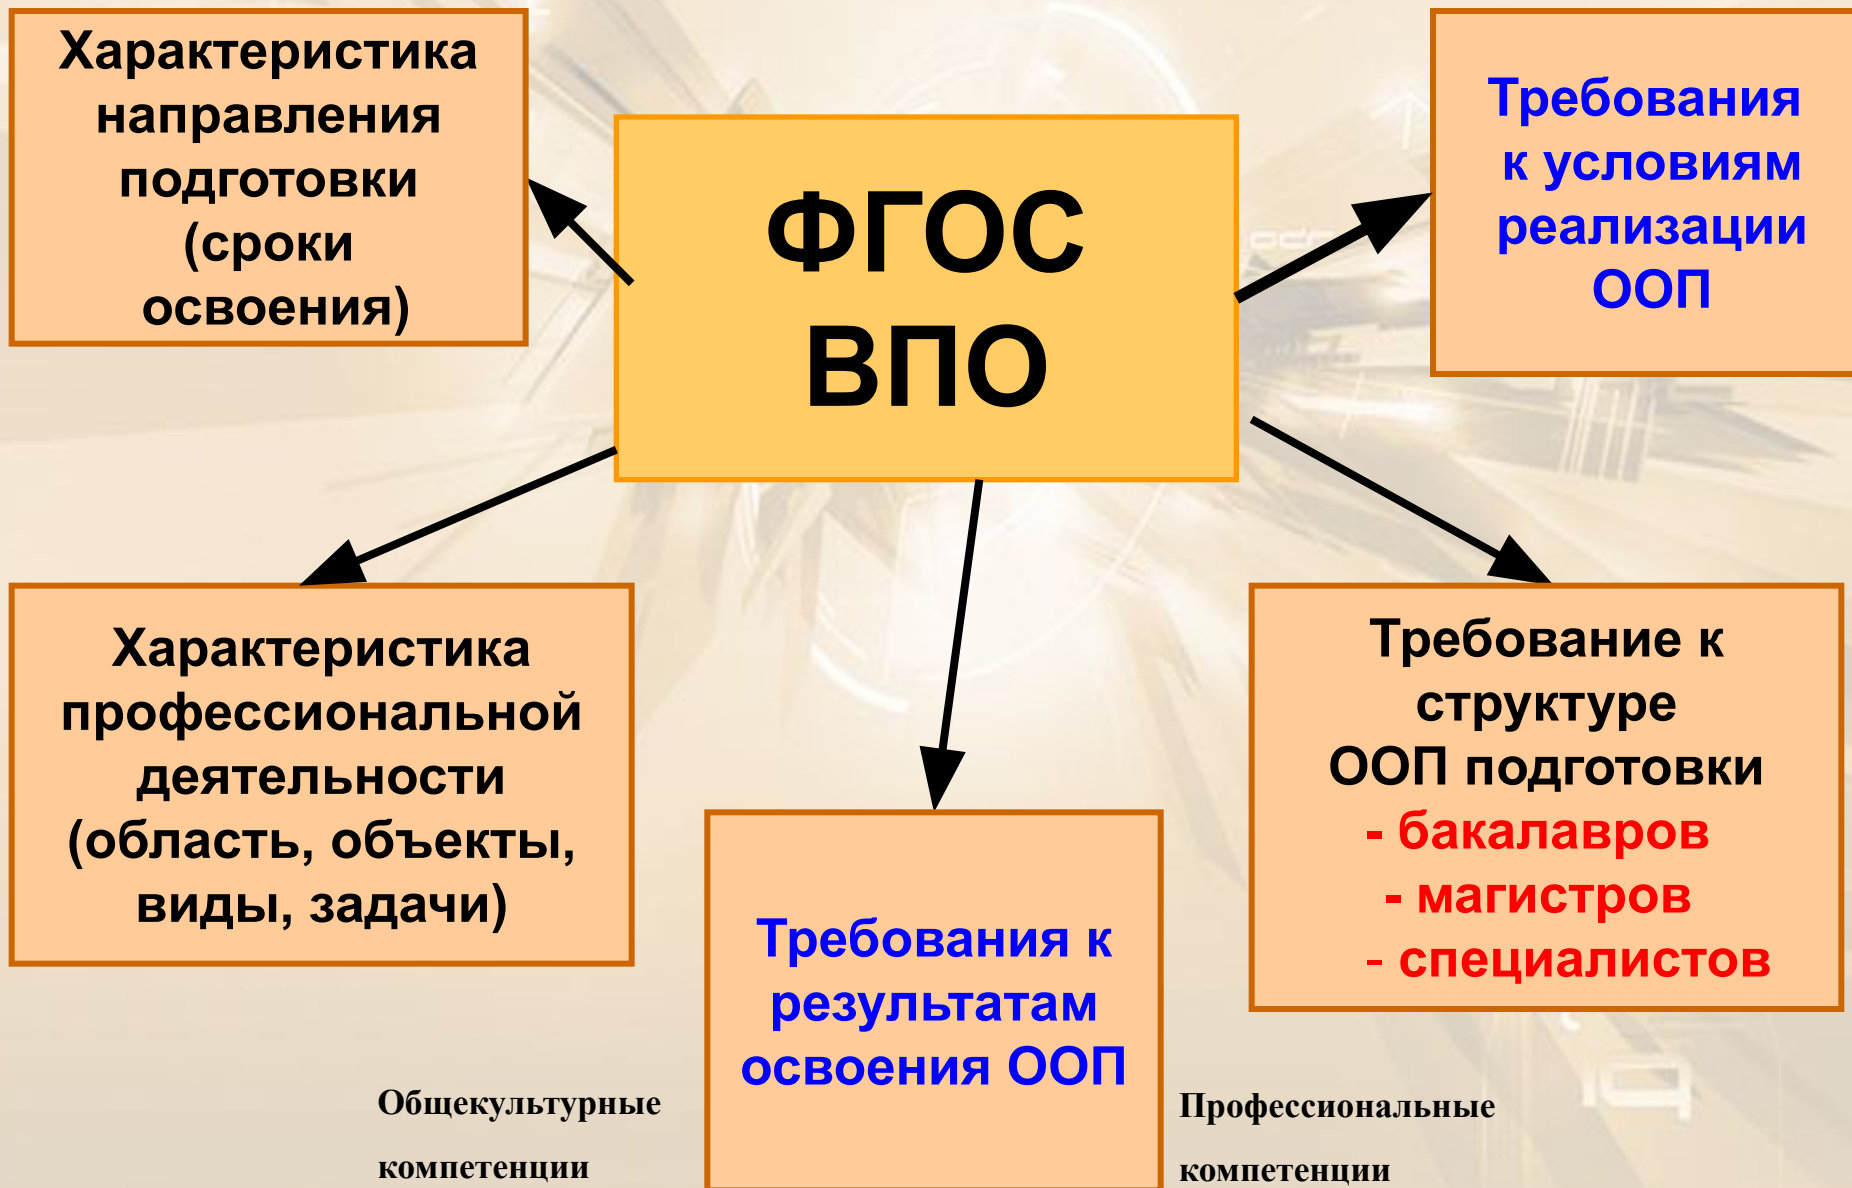 Характеристика
направления
подготовки
(сроки
освоения)
ФГОС
ВПО
Требования
к условиям
реализации
ООП
Характеристика
профессиональной
деятельности
(область, объекты,
виды, задачи)
Требования к
результатам
освоения ООП
Требование к
структуре
ООП подготовки
- бакалавров
- магистров
- специалистов
Общекультурные
компетенции
Профессиональные
компетенции